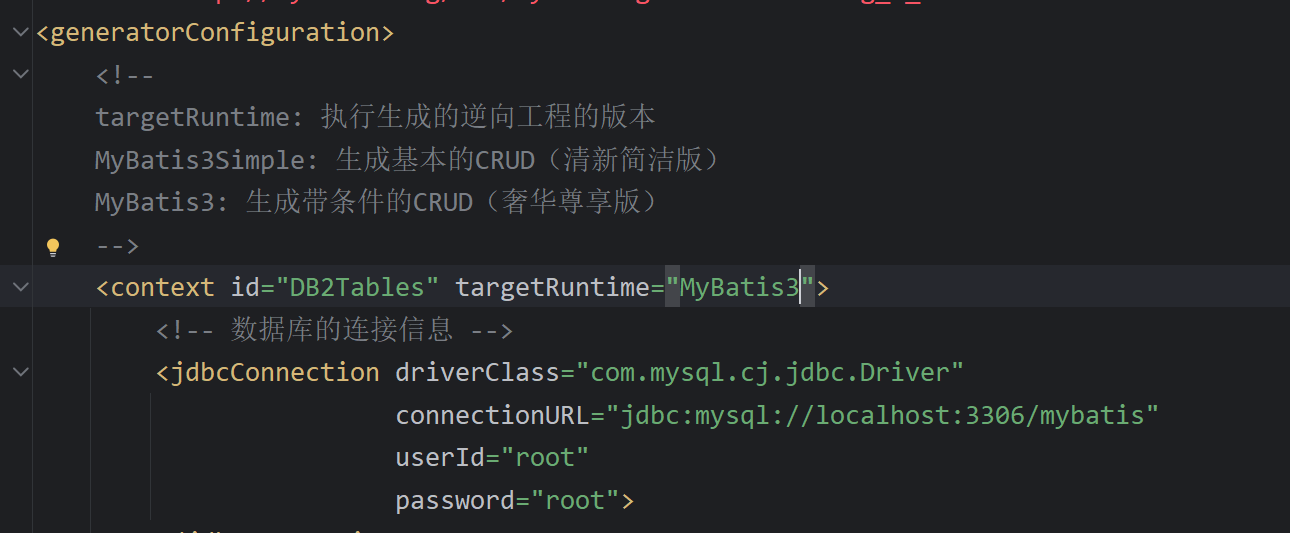 <generatorConfiguration>
<!--
targetRuntime: 执行生成的逆向工程的版本
MyBatis3Simple: 生成基本的CRUD（清新简洁版）
MyBatis3: 生成带条件的CRUD（奢华尊享版）
-->
<context id="DB2Tables" targetRuntime="MyBatis3">
<!-- 数据库的连接信息 -->
<jdbcConnection driverClass="com.mysql.cj.jdbc.Driver"
connectionURL="jdbc:mysql://localhost:3306/mybatis"
userId="root"
password="root">